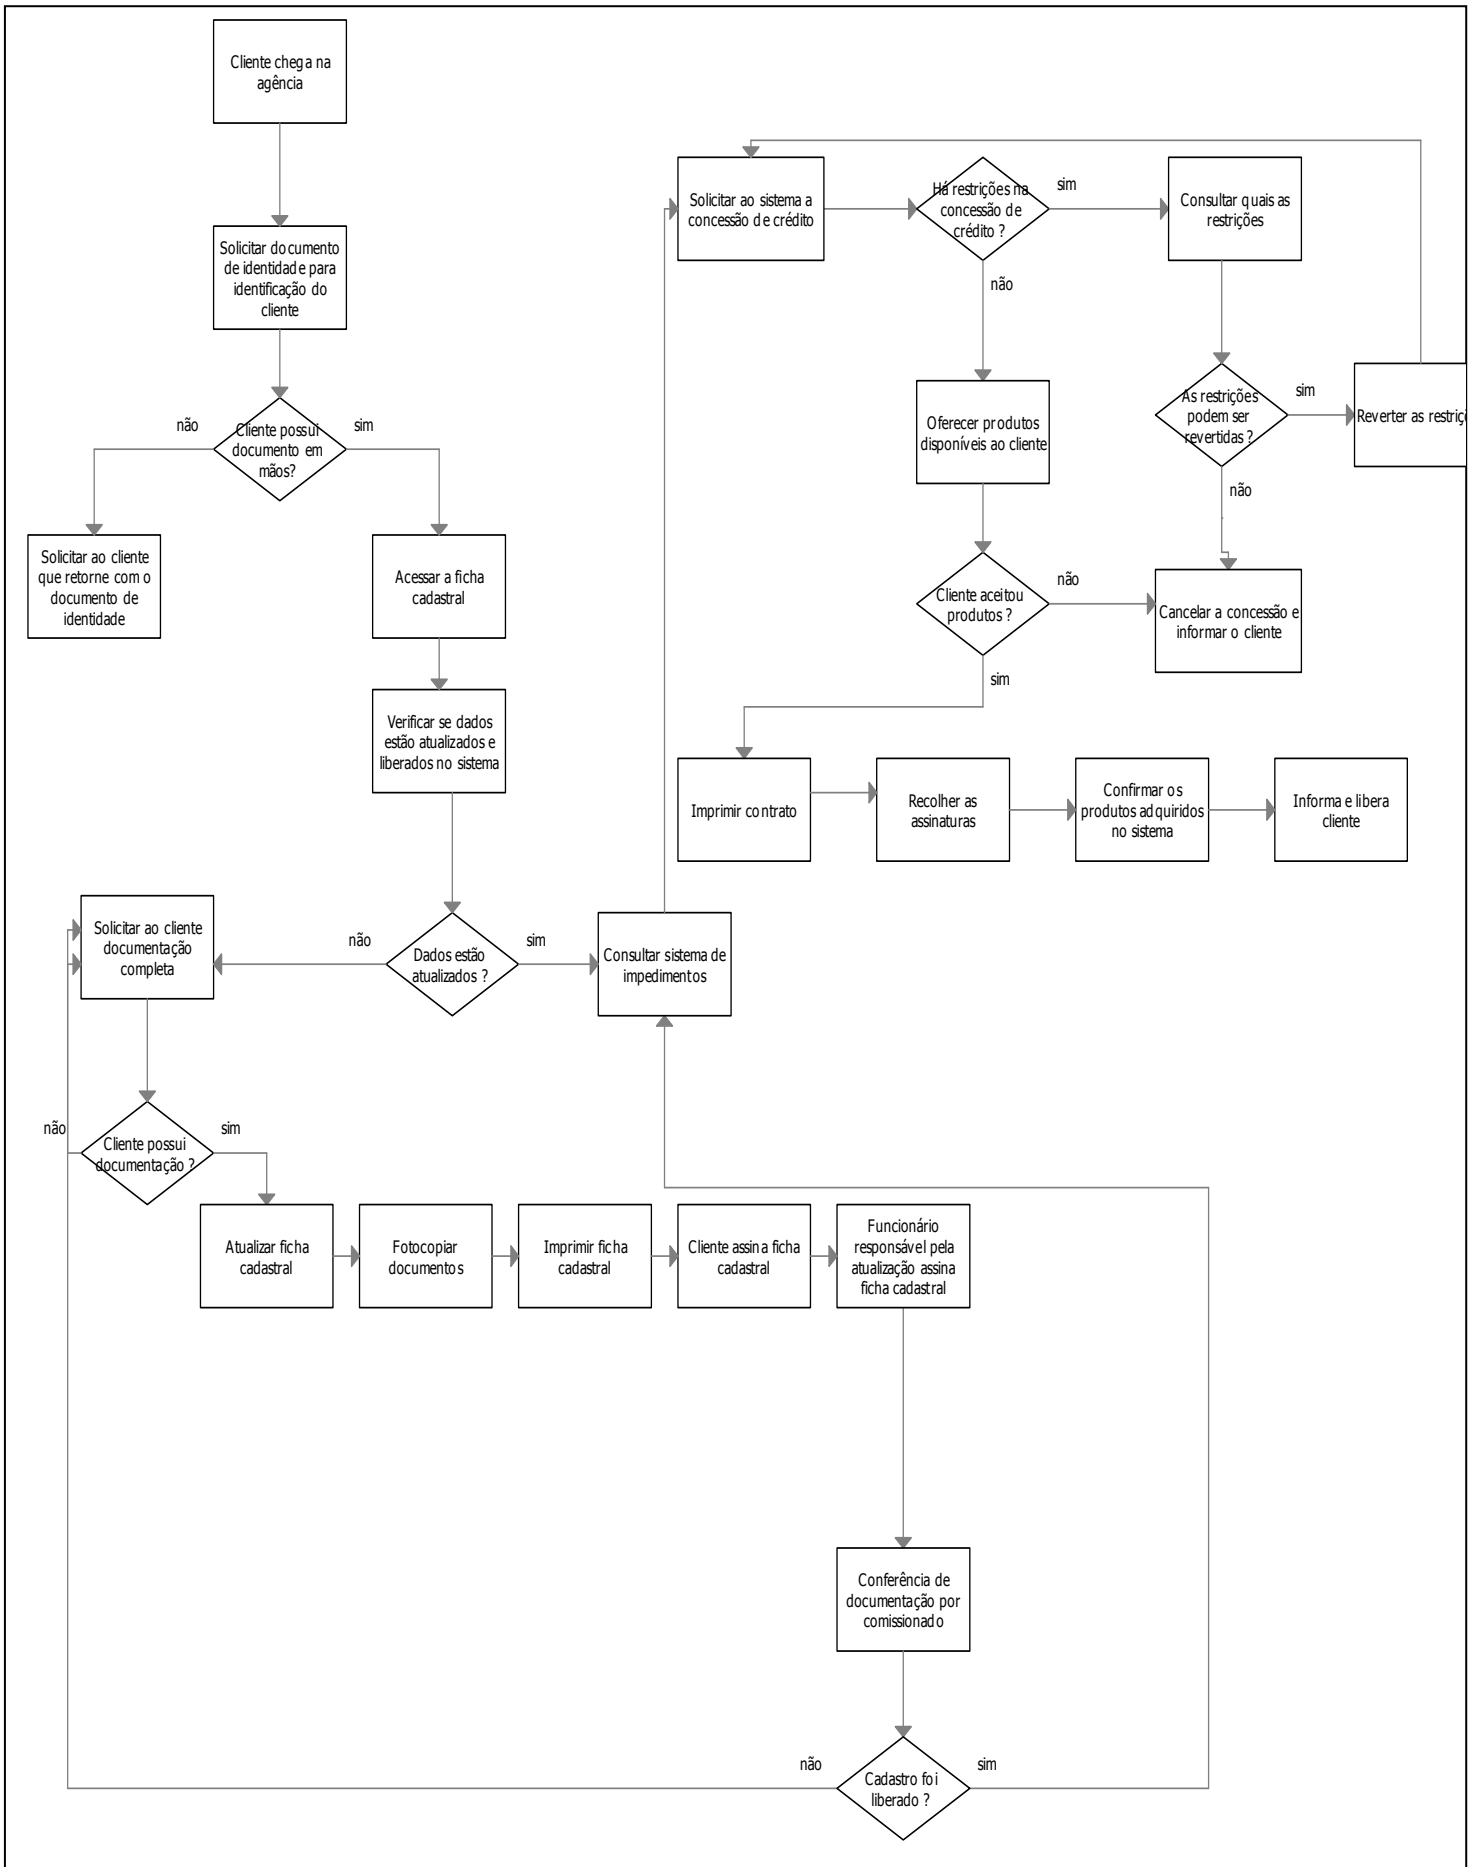 Cliente chega na
agência
Solicitar documento
de identidade para
identificação do
cliente
Cliente possui
documento em
mãos?
não
sim
Solicitar ao cliente
que retorne com o
documento de
identidade
Acessar a ficha
cadastral
Verificar se dados
estão atualizados e
liberados no sistema
Dados estão
atualizados ?
não
sim
Solicitar ao cliente
documentação
completa
Consultar sistema de
impedimentos
Cliente possui
documentação ?
não
sim
Atualizar ficha
cadastral
Fotocopiar
documentos
Imprimir ficha
cadastral
Cliente assina ficha
cadastral
Funcionário
responsável pela
atualização assina
ficha cadastral
Conferência de
documentação por
comissionado
Cadastro foi
liberado ?
não
sim
Solicitar ao sistema a
concessão de crédito
Há restrições na
concessão de
crédito ?
sim
não
Consultar quais as
restrições
As restrições
podem ser
revertidas ?
sim
não
Reverter as restriç
Oferecer produtos
disponíveis ao cliente
Cliente aceitou
produtos ?
não
sim
Cancelar a concessão e
informar o cliente
Imprimir contrato
Recolher as
assinaturas
Confirmar os
produtos adquiridos
no sistema
Informa e libera
cliente